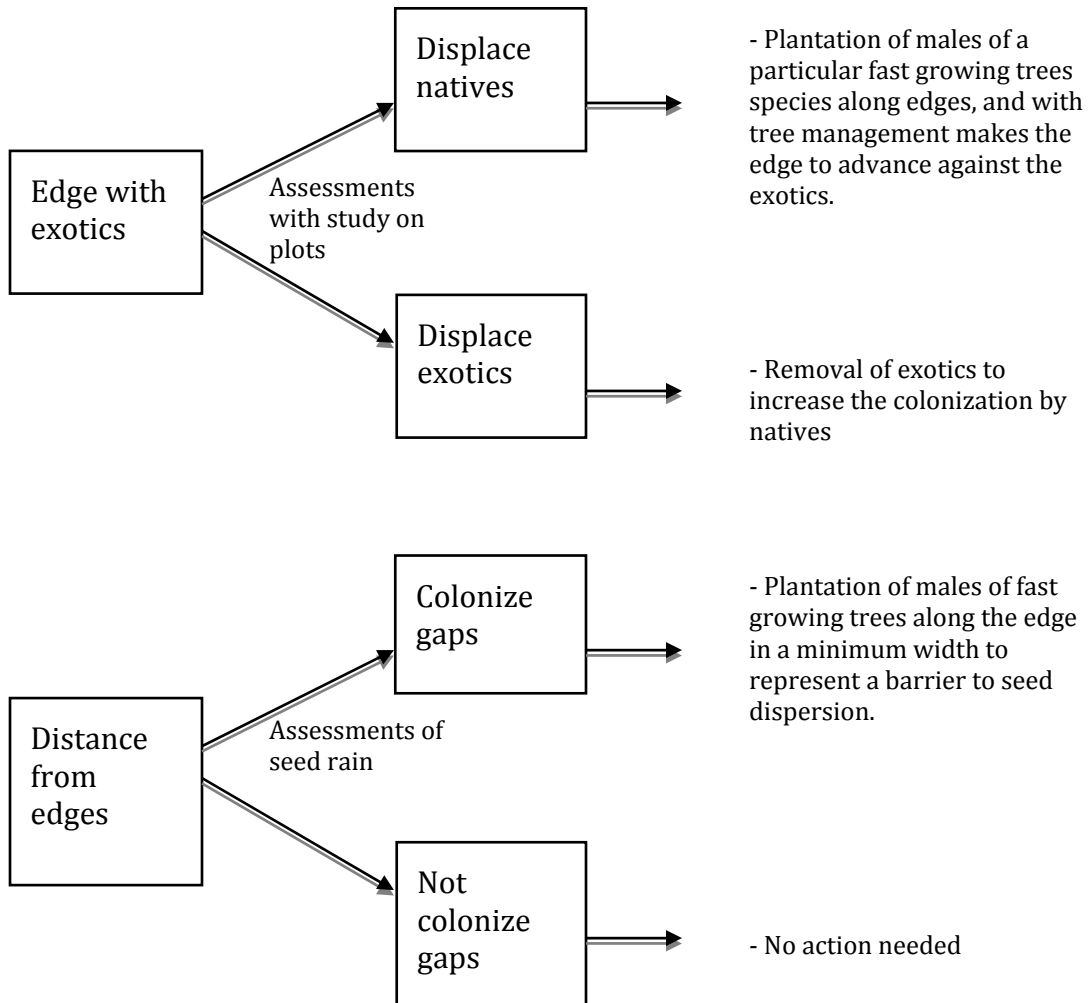 Edge with
exotics
Assessments
with study on
plots
Displace
natives
- Plantation of males of a
particular fast growing trees
species along edges, and with
tree management makes the
edge to advance against the
exotics.
Displace
exotics
- Removal of exotics to
increase the colonization by
natives
Distance
from
edges
Assessments of
seed rain
Colonize
gaps
- Plantation of males of fast
growing trees along the edge
in a minimum width to
represent a barrier to seed
dispersion.
Not
colonize
gaps
- No action needed